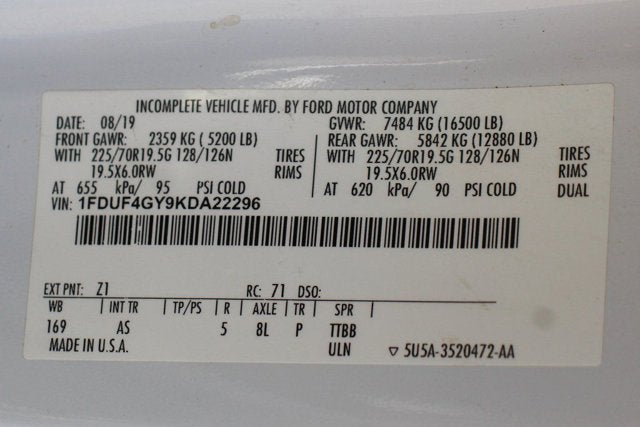 INCOMPLETE VEHICLE MFD. BY FORD MOTOR COMPANY
DATE: 08/19 GVWR: 7484 KG (16500 LB)
FRONT GAWR: 2359 KG ( 5200 LB) REAR GAWR: 5842 KG (12880 LB)
WITH 225/70R19.5G 128/126N TIRES WITH 225/70R19.5G 128/126N TIRES
19.5X6.0RW RIMS 19.5X6.0RW RIMS
AT 655 kPa/ 95 PSI COLD AT 620 kPa/ 90 PSI COLD DUAL
VIN: 1FDUF4GY9KDA22296
EXT PNT: Z1 RC: 71 DSO:
WB | INT TR | TP/PS | R | AXLE | TR | SPR |
169 AS 5 8L P TTBB
MADE IN U.S.A. ULN ▽ 5U5A-3520472-AA